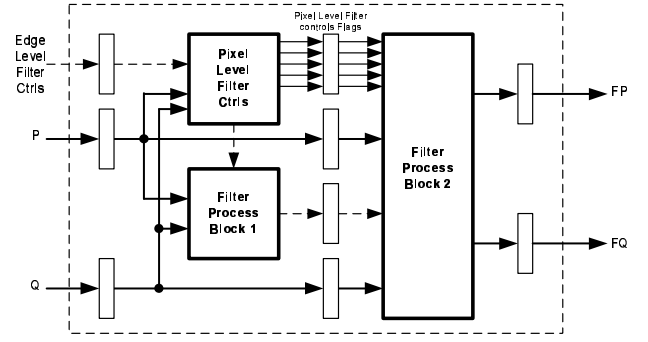 Pixel Level Filter
controls Flags
Edge
Level
Filter
Ctrls
Pixel
Level
Filter
Ctrls
FP
P
Filter
Process
Block 2
Filter
Process
Block 1
FQ
Q